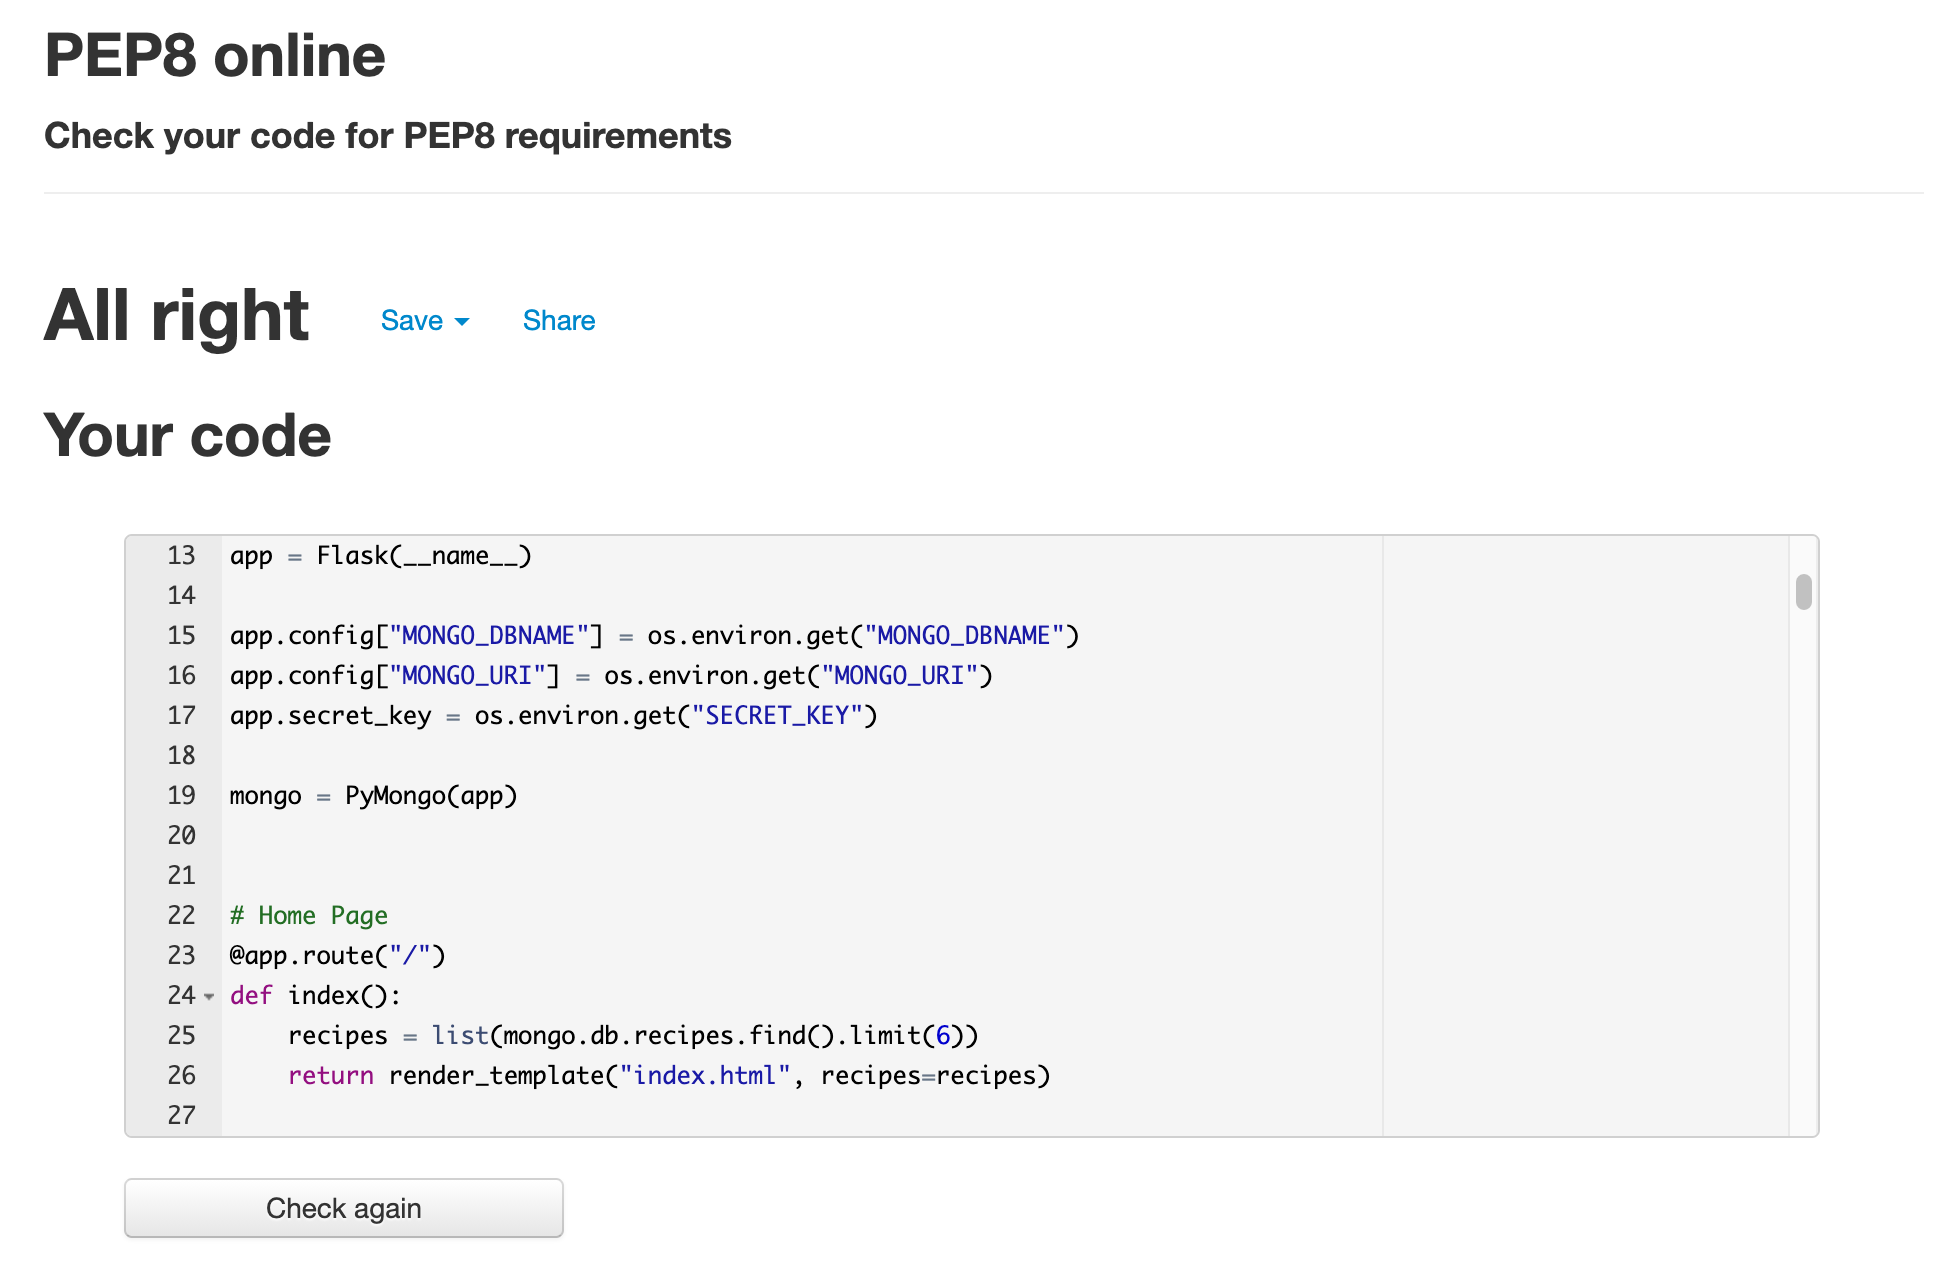 PEP8 online
Check your code for PEP8 requirements
All right Save Share
Your code
13 app = Flask(__name__)
14
15 app.config["MONGO_DBNAME"] = os.environ.get("MONGO_DBNAME")
16 app.config["MONGO_URI"] = os.environ.get("MONGO_URI")
17 app.secret_key = os.environ.get("SECRET_KEY")
18
19 mongo = PyMongo(app)
20
21
22 # Home Page
23 @app.route("/")
24 def index():
25     recipes = list(mongo.db.recipes.find().limit(6))
26     return render_template("index.html", recipes=recipes)
27
Check again